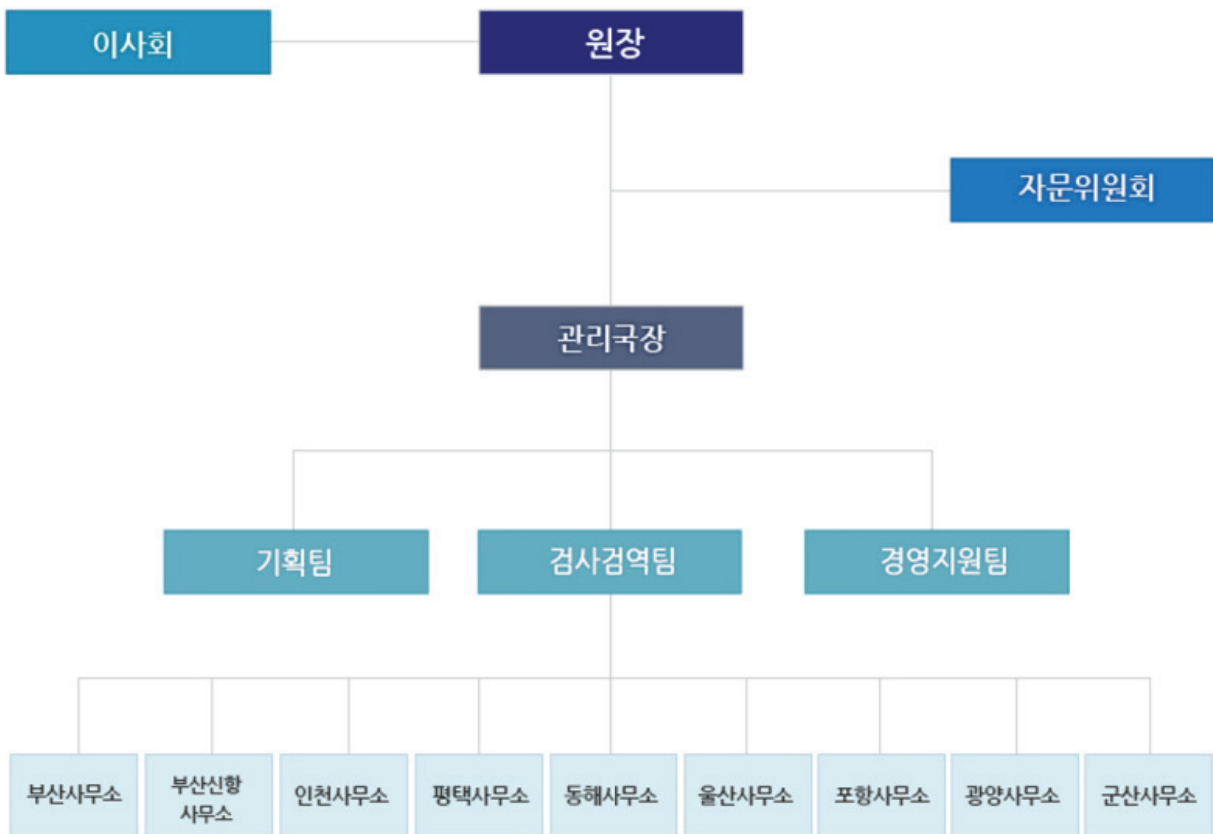 이사회
원장
자문위원회
관리국장
기획팀
검사검역팀
경영지원팀
부산사무소
부산신항
사무소
인천사무소
평택사무소
동해사무소
울산사무소
포항사무소
광양사무소
군산사무소